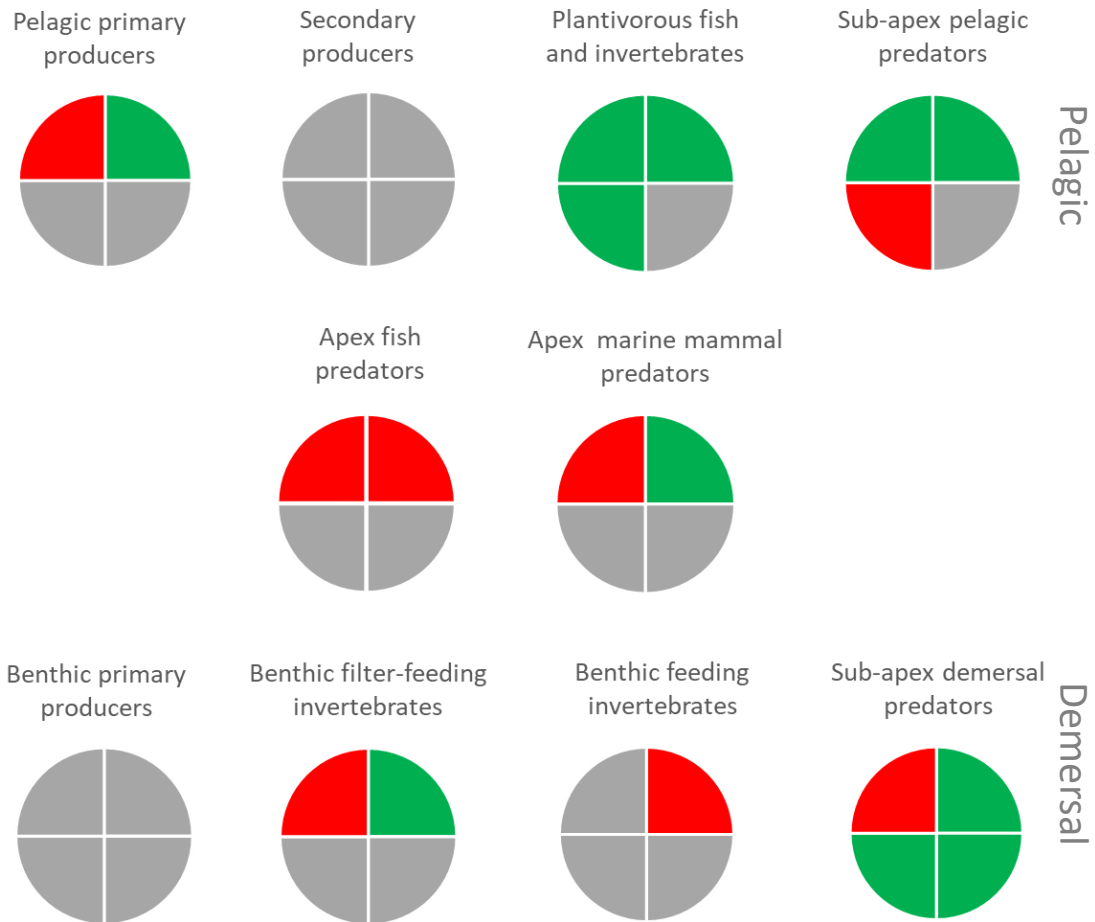 Pelagic primary
producers
Secondary
producers
Plantivorous fish
and invertebrates
Sub-apex pelagic
predators
Pelagic
Apex fish
predators
Apex  marine mammal
predators
Benthic primary
producers
Benthic filter-feeding
invertebrates
Benthic feeding
invertebrates
Sub-apex demersal
predators
Demersal